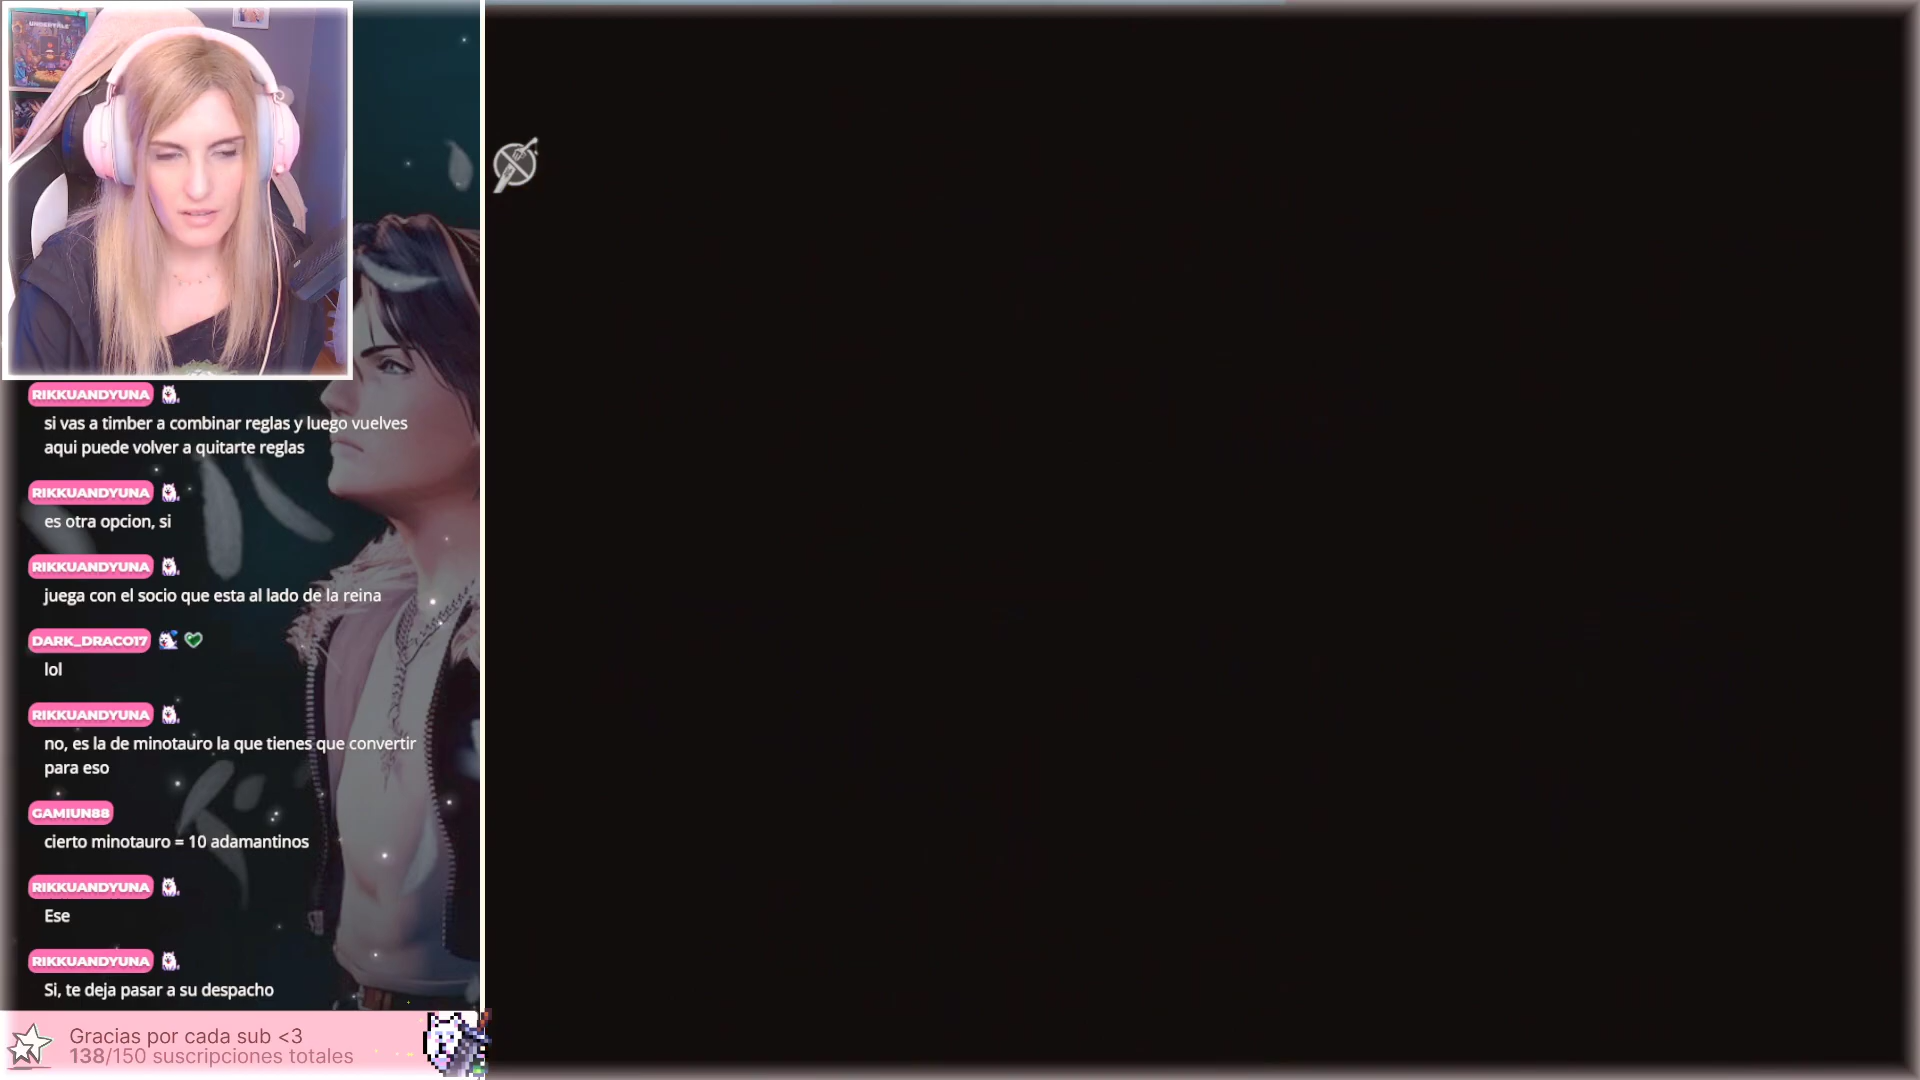 UNDERTALE
RIKKUANDYUNA
si vas a timber a combinar reglas y luego vuelves
aqui puede volver a quitarte reglas
RIKKUANDYUNA
es otra opcion, si
RIKKUANDYUNA
juega con el socio que esta al lado de la reina
DARK_DRACO17
lol
RIKKUANDYUNA
no, es la de minotauro la que tienes que convertir
para eso
GAMIUN88
cierto minotauro = 10 adamantinos
RIKKUANDYUNA
Ese
RIKKUANDYUNA
Si, te deja pasar a su despacho
Gracias por cada sub <3
138/150 suscripciones totales